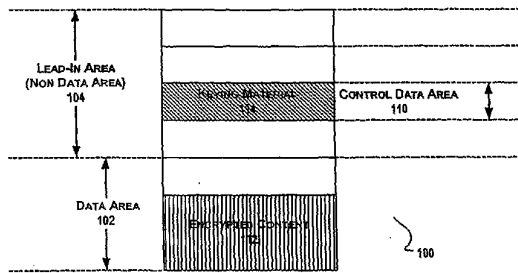 LEAD-IN AREA
(NON DATA AREA)
104
KEYING MATERIAL
114
CONTROL DATA AREA
110
DATA AREA
102
ENCRYPTED CONTENT
112
100